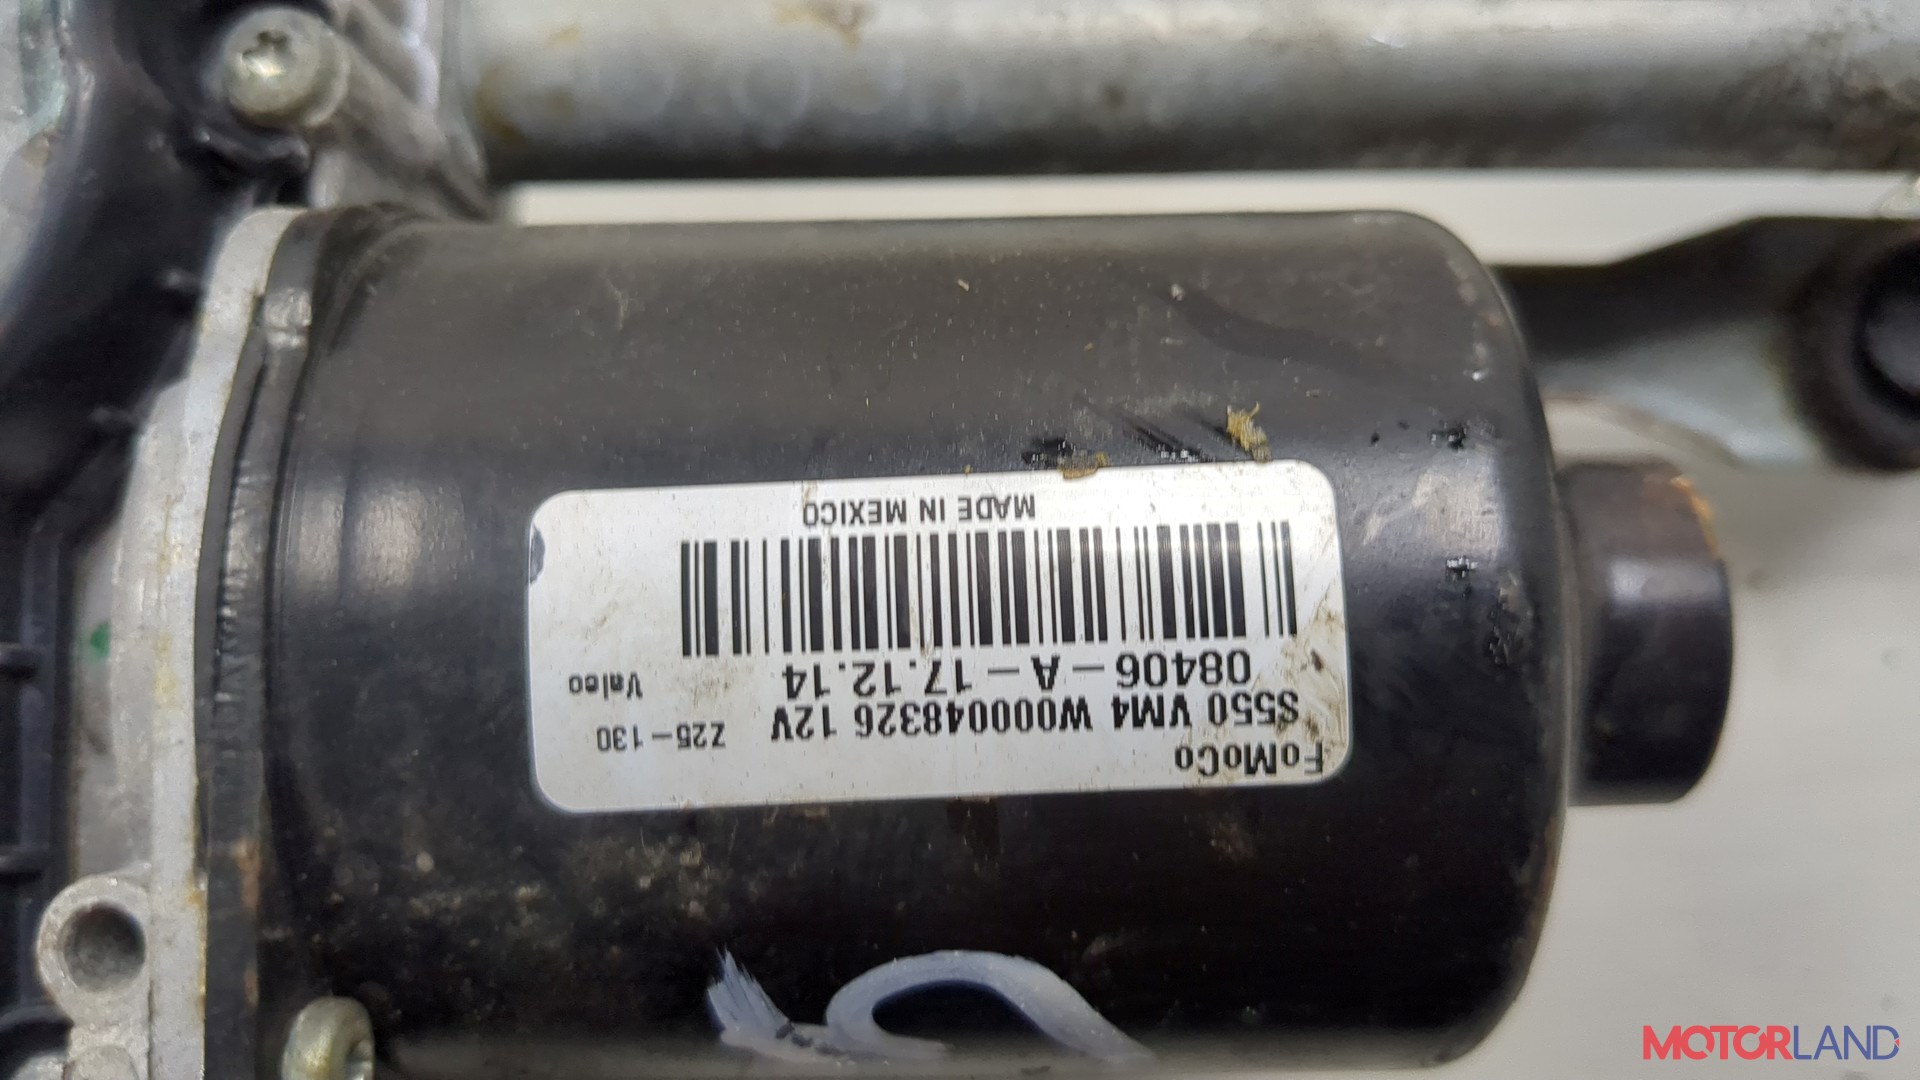 FoMoCo
S550 VM4 W000048326 12V Z25-130
08406-A-17.12.14 Valeo
MADE IN MEXICO
MOTORLAND